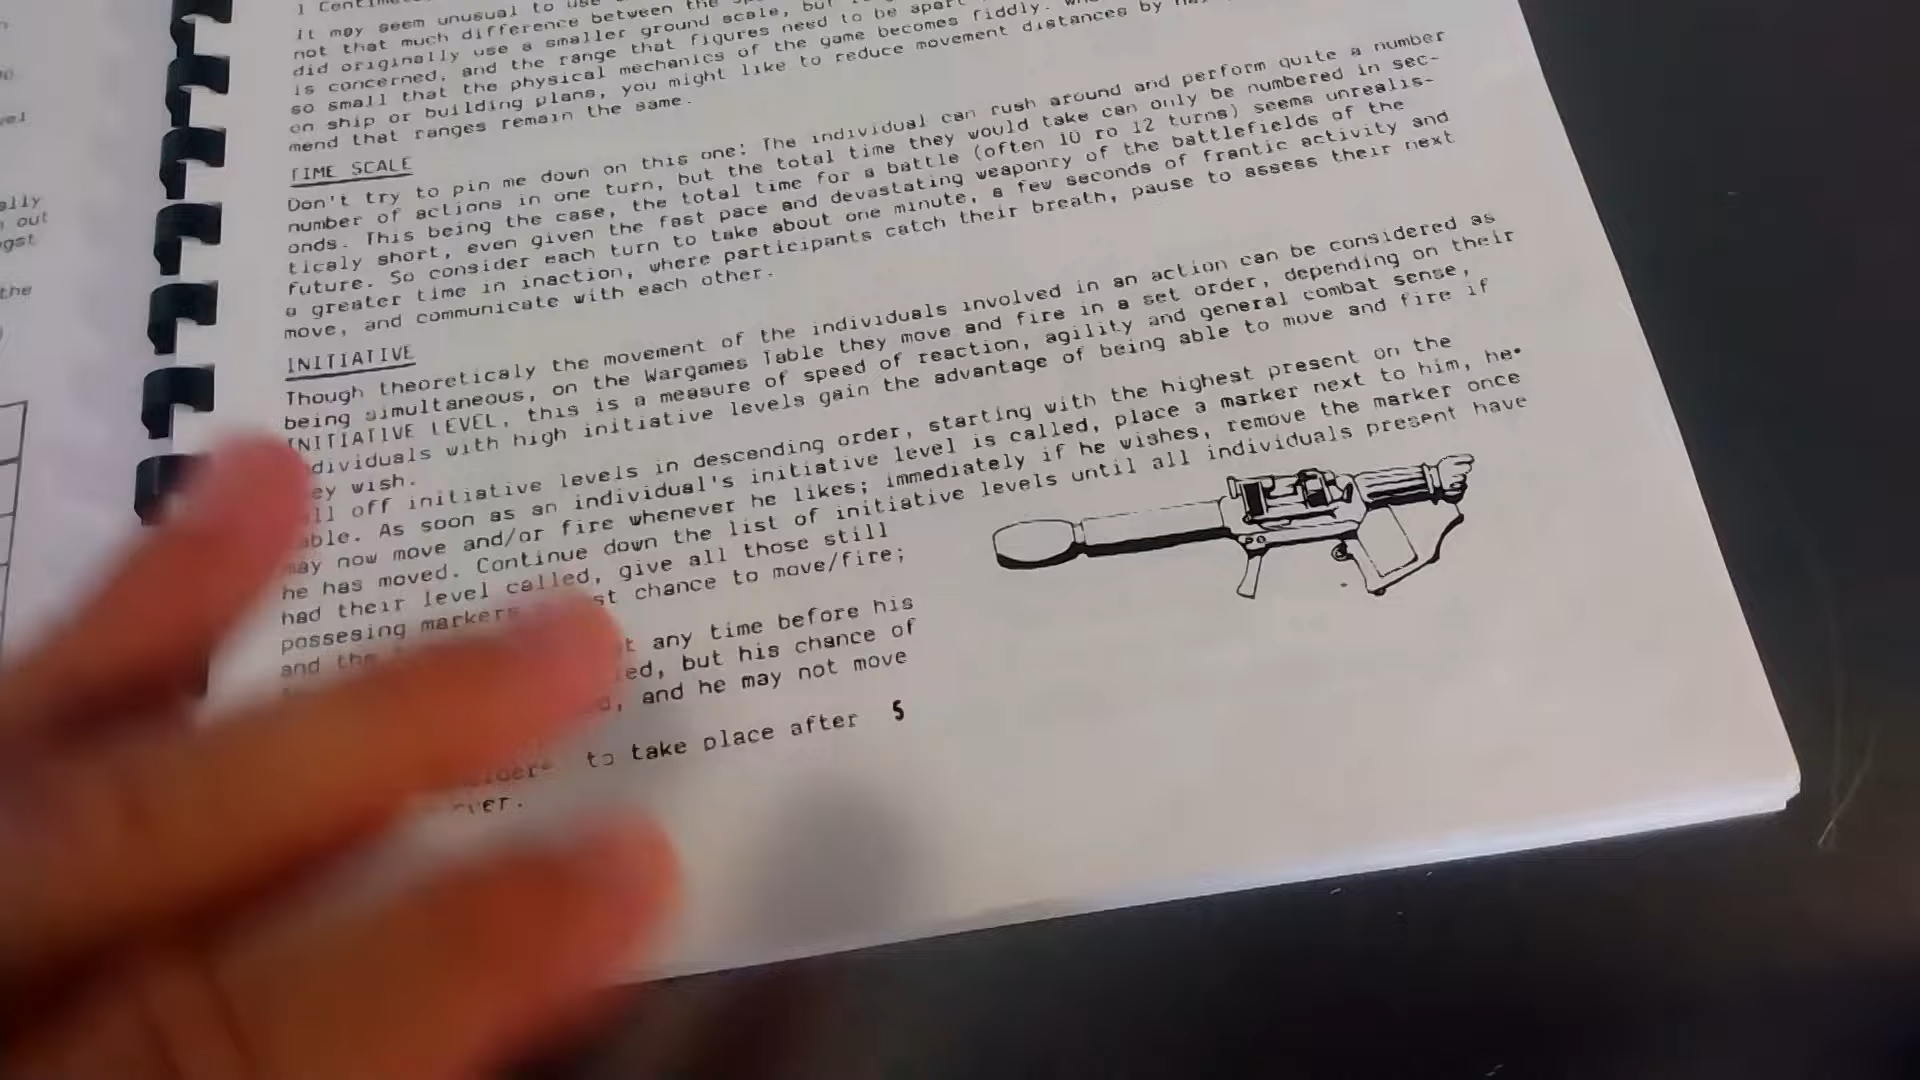 1 Centime
It may seem unusual to use
not that much difference between the
did originally use a smaller ground scale, but
is concerned, and the range that figures need to be apart
so small that the physical mechanics of the game becomes fiddly.
on ship or building plans, you might like to reduce movement distances by
mend that ranges remain the same.
TIME SCALE
Don't try to pin me down on this one: The individual can rush around and perform quite a number
number of actions in one turn, but the total time they would take can only be numbered in sec-
onds. This being the case, the total time for a battle (often 10 ro 12 turns) seems unrealis-
ticaly short, even given the fast pace and devastating weaponry of the battlefields of the
future. So consider each turn to take about one minute, a few seconds of frantic activity and
a greater time in inaction, where participants catch their breath, pause to assess their next
move, and communicate with each other.
INITIATIVE
Though theoreticaly the movement of the individuals involved in an action can be considered as
being simultaneous, on the Wargames Table they move and fire in a set order, depending on their
INITIATIVE LEVEL, this is a measure of speed of reaction, agility and general combat sense,
dividuals with high initiative levels gain the advantage of being able to move and fire if
ey wish.
ll off initiative levels in descending order, starting with the highest present on the
able. As soon as an individual's initiative level is called, place a marker next to him, he
may now move and/or fire whenever he likes; immediately if he wishes, remove the marker once
he has moved. Continue down the list of initiative levels until all individuals present have
had their level called, give all those still
possesing markers st chance to move/fire;
and the
t any time before his
ed, but his chance of
, and he may not move
to take place after
ver.
5
ally
out
gst
the
vel